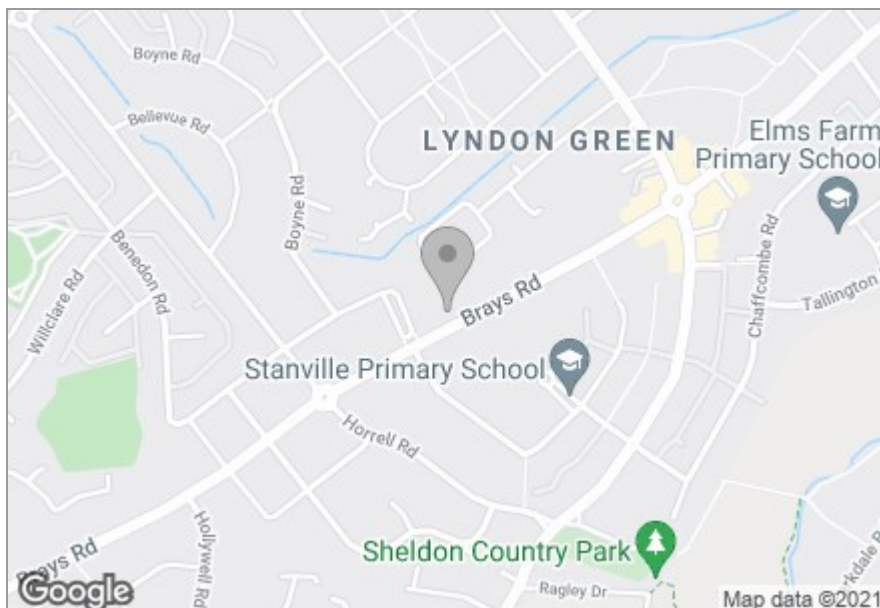 Boyne Rd
Bellevue Rd
LYNDON GREEN
Elms Farm
Primary School
Boyne Rd
Benedon Rd
Willclare Rd
Brays Rd
Chaffcombe Rd
Tallington
Stanville Primary School
Horrell Rd
Brays Rd
Hollywell Rd
Sheldon Country Park
Ragley Dr
Google
Map data ©2021